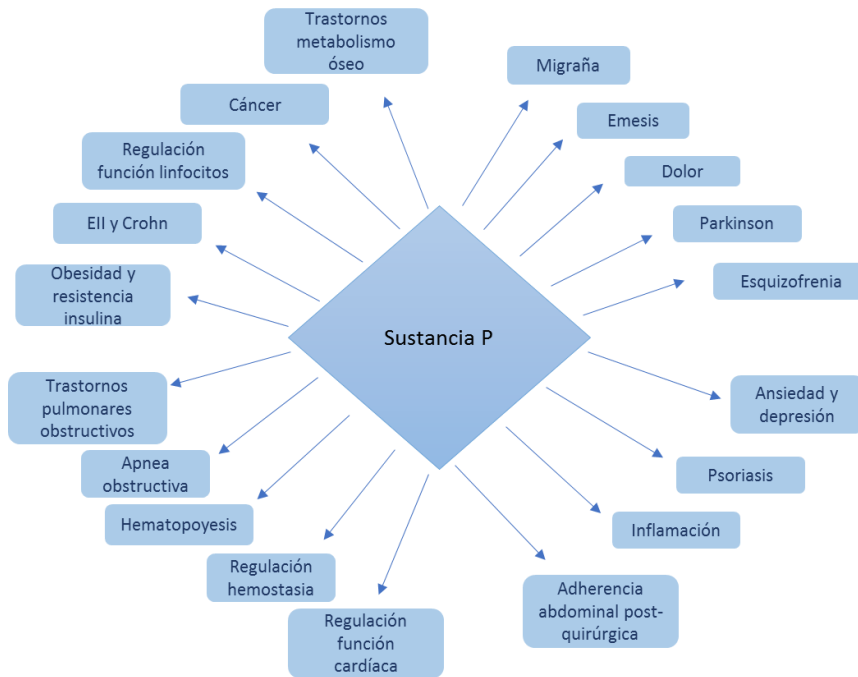 Trastornos
metabolismo
óseo
Migraña
Cáncer
Emesis
Regulación
función linfocitos
Dolor
EII y Crohn
Parkinson
Obesidad y
resistencia
insulina
Esquizofrenia
Sustancia P
Trastornos
pulmonares
obstructivos
Ansiedad y
depresión
Apnea
obstructiva
Psoriasis
Hematopoyesis
Inflamación
Regulación
hemostasia
Adherencia
abdominal post-
quirúrgica
Regulación
función
cardíaca